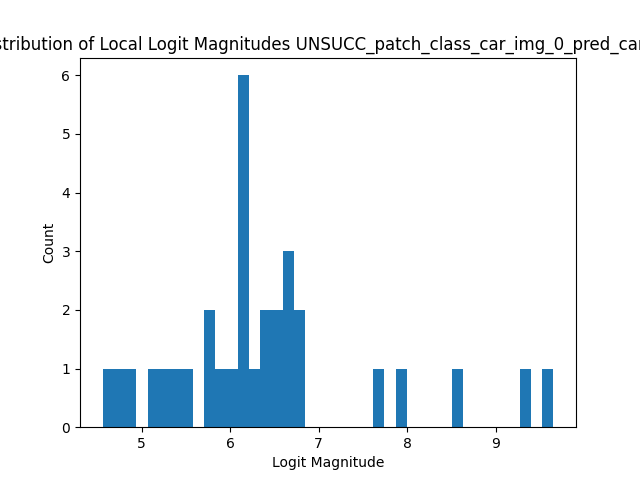 stribution of Local Logit Magnitudes UNSUCC_patch_class_car_img_0_pred_car
6
5
4
3
2
1
0
Count
5 6 7 8 9
Logit Magnitude